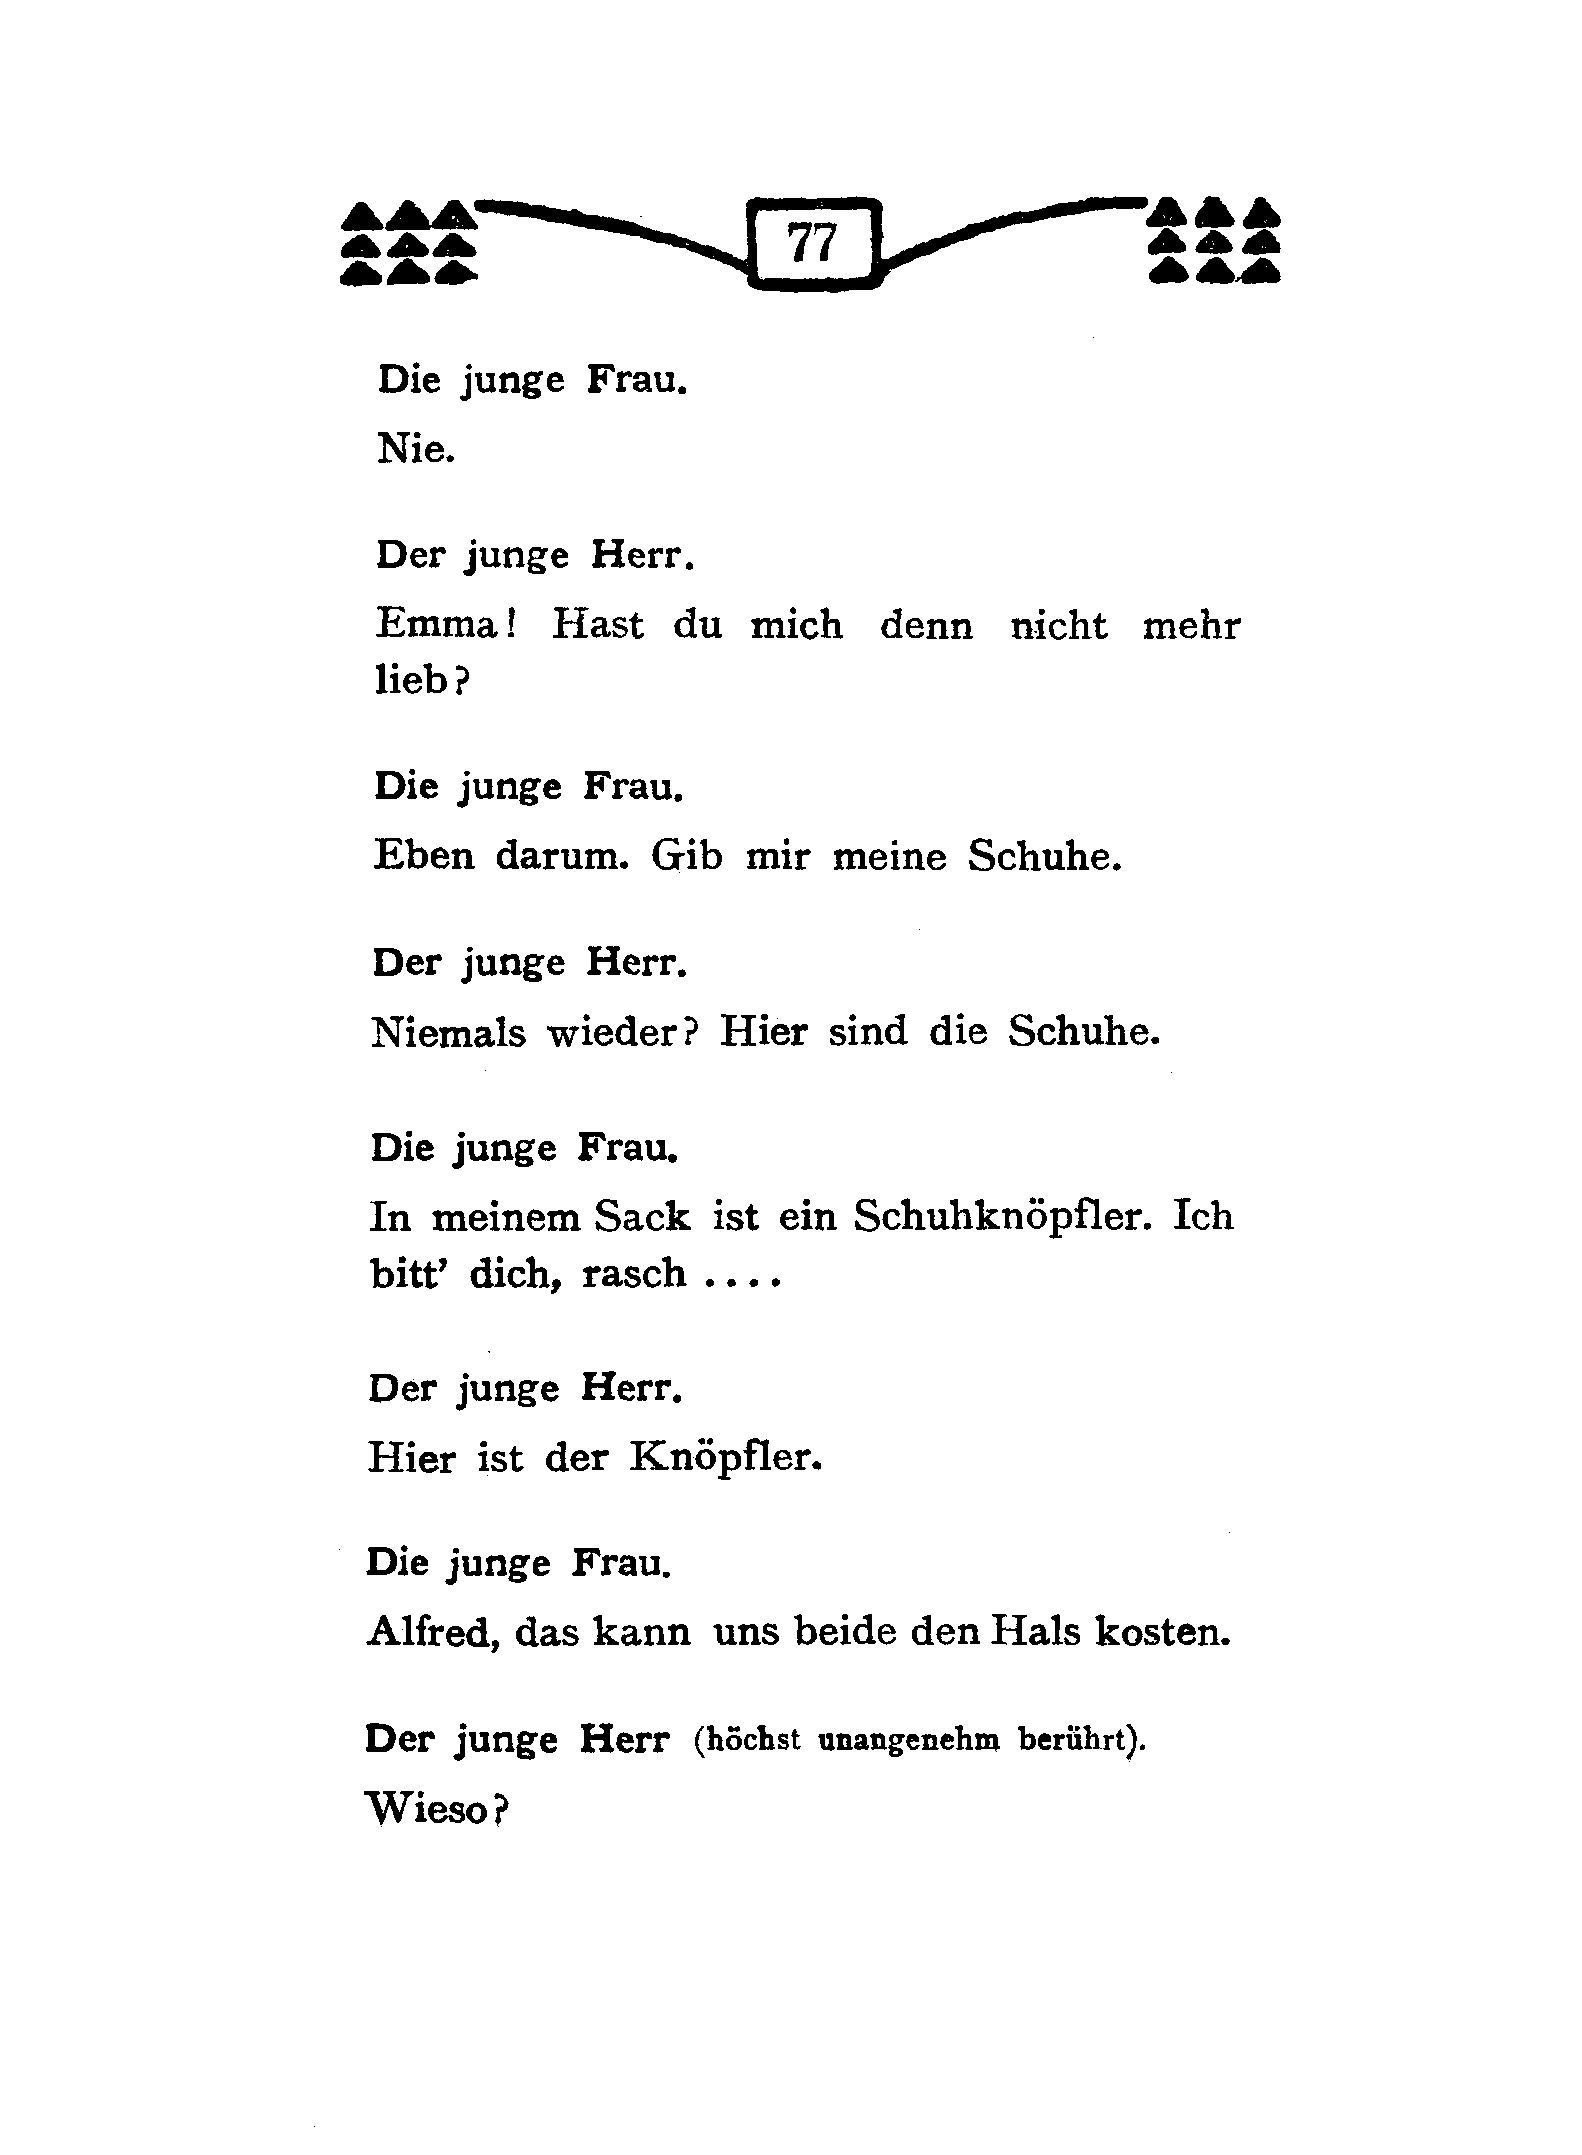 77
Die junge Frau.
Nie.
Der junge Herr.
Emma! Hast du mich denn nicht mehr
lieb?
Die junge Frau.
Eben darum. Gib mir meine Schuhe.
Der junge Herr.
Niemals wieder? Hier sind die Schuhe.
Die junge Frau.
In meinem Sack ist ein Schuhknöpfler. Ich
bitt’ dich, rasch ....
Der junge Herr.
Hier ist der Knöpfler.
Die junge Frau.
Alfred, das kann uns beide den Hals kosten.
Der junge Herr (höchst unangenehm berührt).
Wieso?